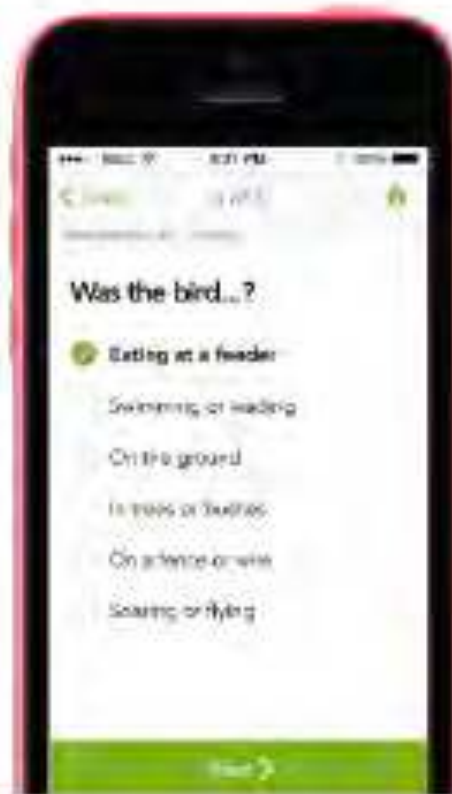 Was the bird...?
Eating at a feeder
Swimming or wading
On the ground
In trees or bushes
On a fence or wire
Soaring or flying
Next